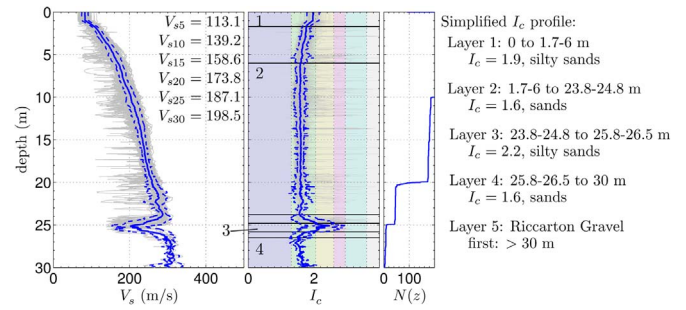 0
5
10
15
20
25
30
depth (m)
V_s5 = 113.1
V_s10 = 139.2
V_s15 = 158.6
V_s20 = 173.8
V_s25 = 187.1
V_s30 = 198.5
0 200 400
V_s (m/s)
1
2
3
4
0 2
I_c
0 100
N(z)
Simplified I_c profile:
Layer 1: 0 to 1.7-6 m
I_c = 1.9, silty sands
Layer 2: 1.7-6 to 23.8-24.8 m
I_c = 1.6, sands
Layer 3: 23.8-24.8 to 25.8-26.5 m
I_c = 2.2, silty sands
Layer 4: 25.8-26.5 to 30 m
I_c = 1.6, sands
Layer 5: Riccarton Gravel
first: > 30 m